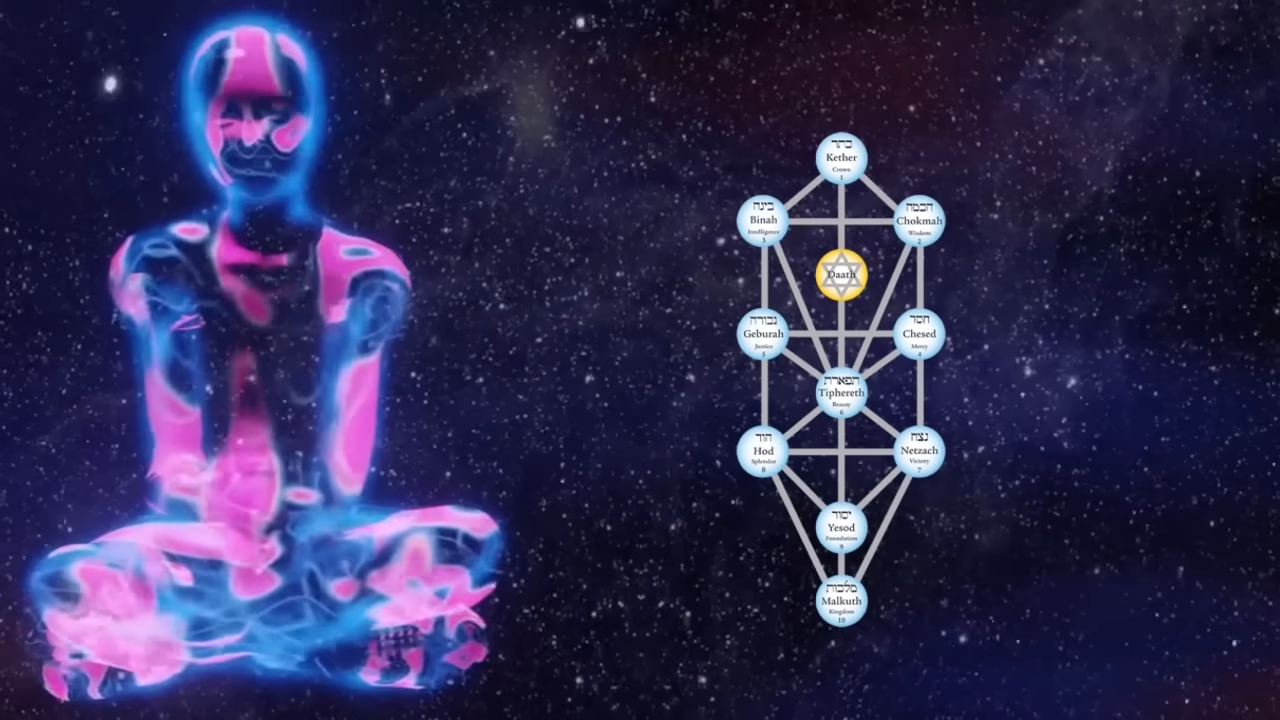 כתר
Kether
Crown
1
בינה
Binah
Intelligence
3
חכמה
Chokmah
Wisdom
2
Daath
גבורה
Geburah
Justice
5
חסד
Chesed
Mercy
4
תפארת
Tiphereth
Beauty
6
הוד
Hod
Splendor
8
נצח
Netzach
Victory
7
יסוד
Yesod
Foundation
9
מלכות
Malkuth
Kingdom
10